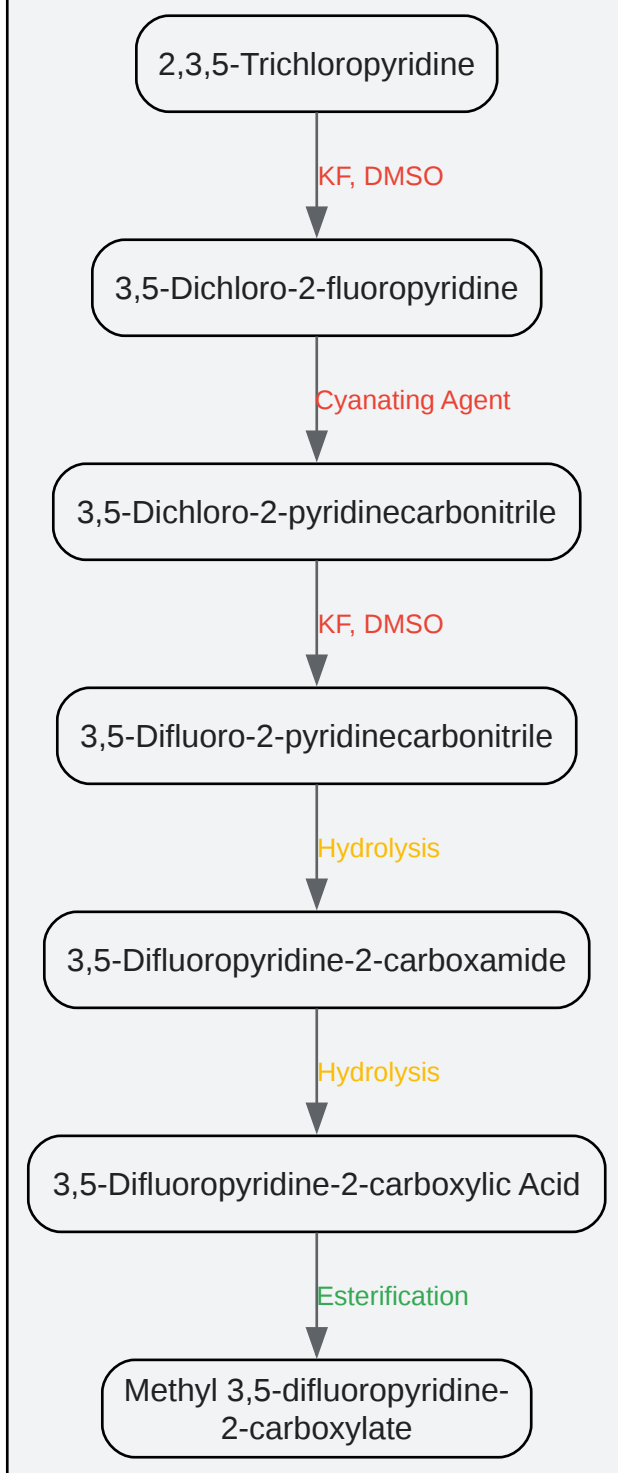 2,3,5-Trichloropyridine
KF, DMSO
3,5-Dichloro-2-fluoropyridine
Cyanating Agent
3,5-Dichloro-2-pyridinecarbonitrile
KF, DMSO
3,5-Difluoro-2-pyridinecarbonitrile
Hydrolysis
3,5-Difluoropyridine-2-carboxamide
Hydrolysis
3,5-Difluoropyridine-2-carboxylic Acid
Esterification
Methyl 3,5-difluoropyridine-
2-carboxylate